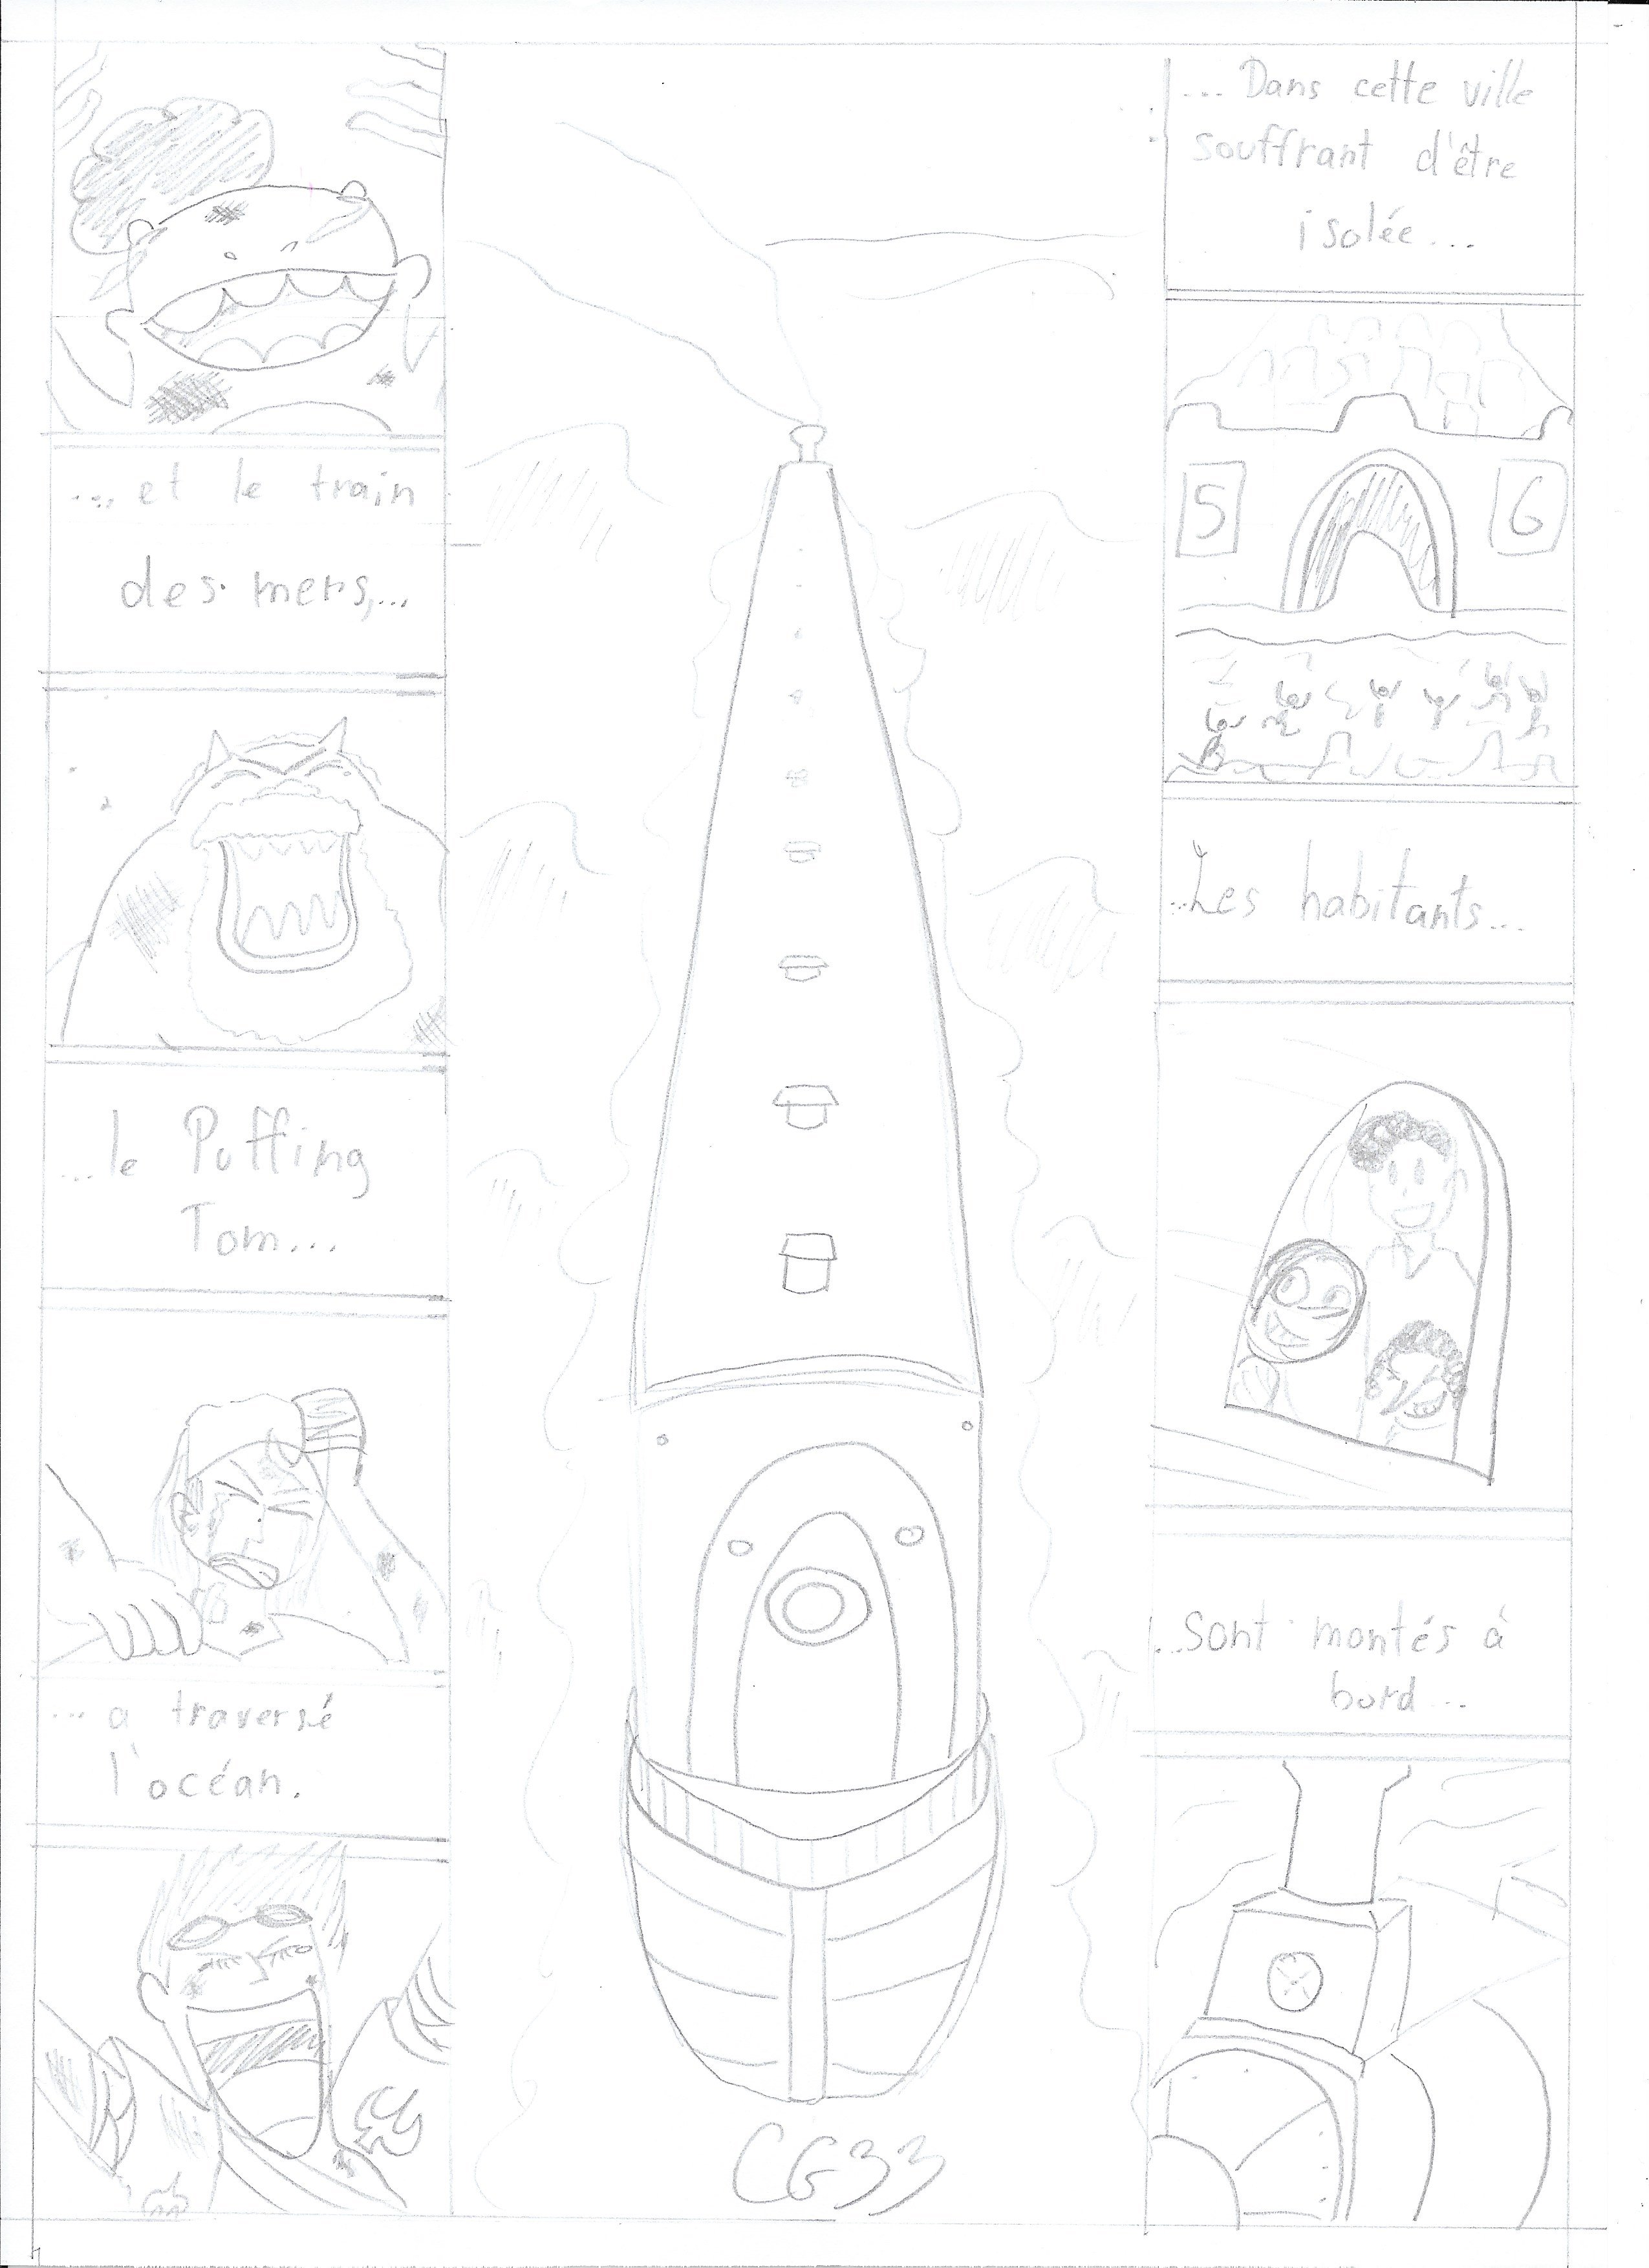 ... Dans cette ville
souffrant d'être
isolée...
5
6
...Les habitants...
...sont montés à
bord...
... et le train
des mers,...
...le Puffing
Tom...
... a traversé
l'océan.
CG33